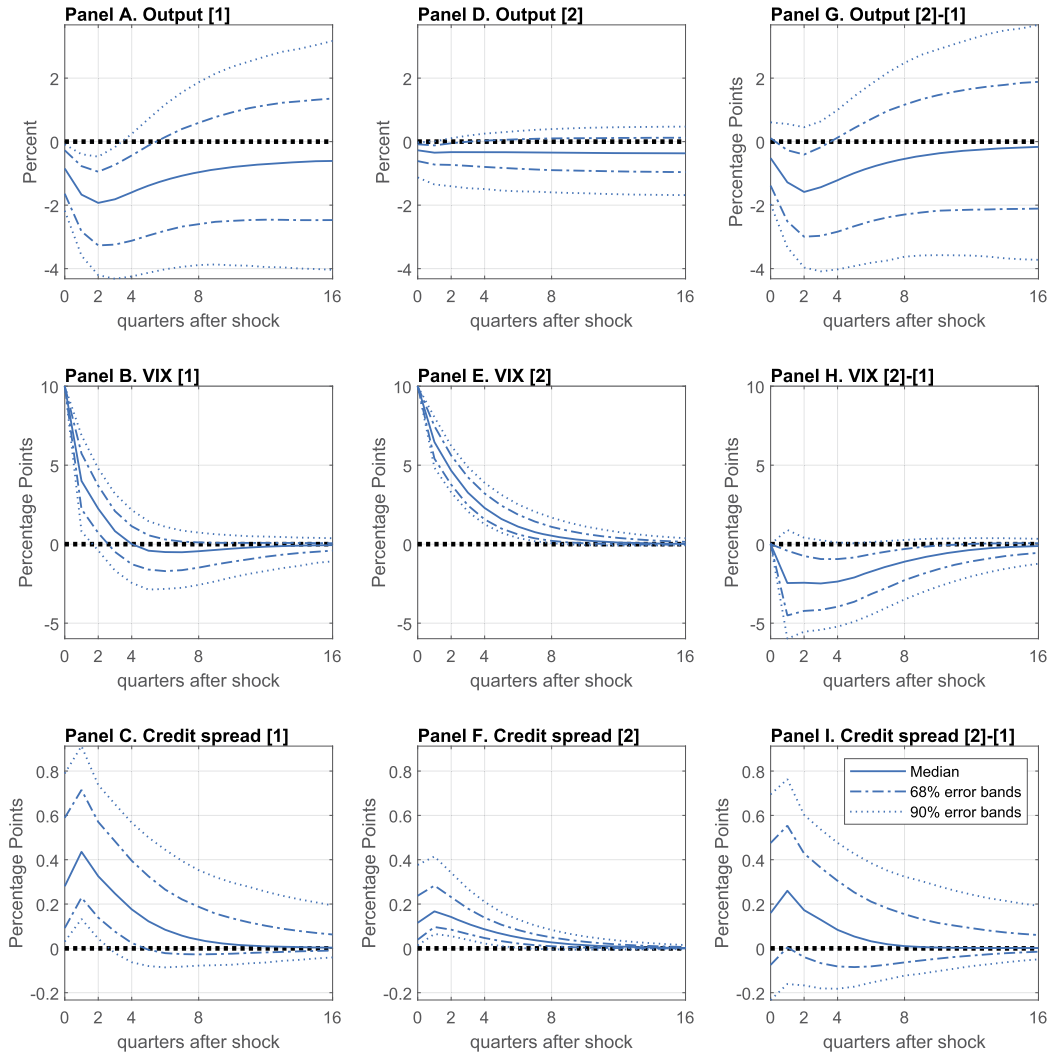 Panel A. Output [1]
Percent
2
0
-2
-4
0 2 4 8 16
quarters after shock
Panel D. Output [2]
Percent
2
0
-2
-4
0 2 4 8 16
quarters after shock
Panel G. Output [2]-[1]
Percentage Points
2
0
-2
-4
0 2 4 8 16
quarters after shock
Panel B. VIX [1]
Percentage Points
10
5
0
-5
0 2 4 8 16
quarters after shock
Panel E. VIX [2]
Percentage Points
10
5
0
-5
0 2 4 8 16
quarters after shock
Panel H. VIX [2]-[1]
Percentage Points
5
0
-5
0 2 4 8 16
quarters after shock
Panel C. Credit spread [1]
Percentage Points
0.8
0.6
0.4
0.2
0
-0.2
0 2 4 8 16
quarters after shock
Panel F. Credit spread [2]
Percentage Points
0.8
0.6
0.4
0.2
0
-0.2
0 2 4 8 16
quarters after shock
Panel I. Credit spread [2]-[1]
Percentage Points
0.8
0.6
0.4
0.2
0
-0.2
Median
68% error bands
90% error bands
0 2 4 8 16
quarters after shock